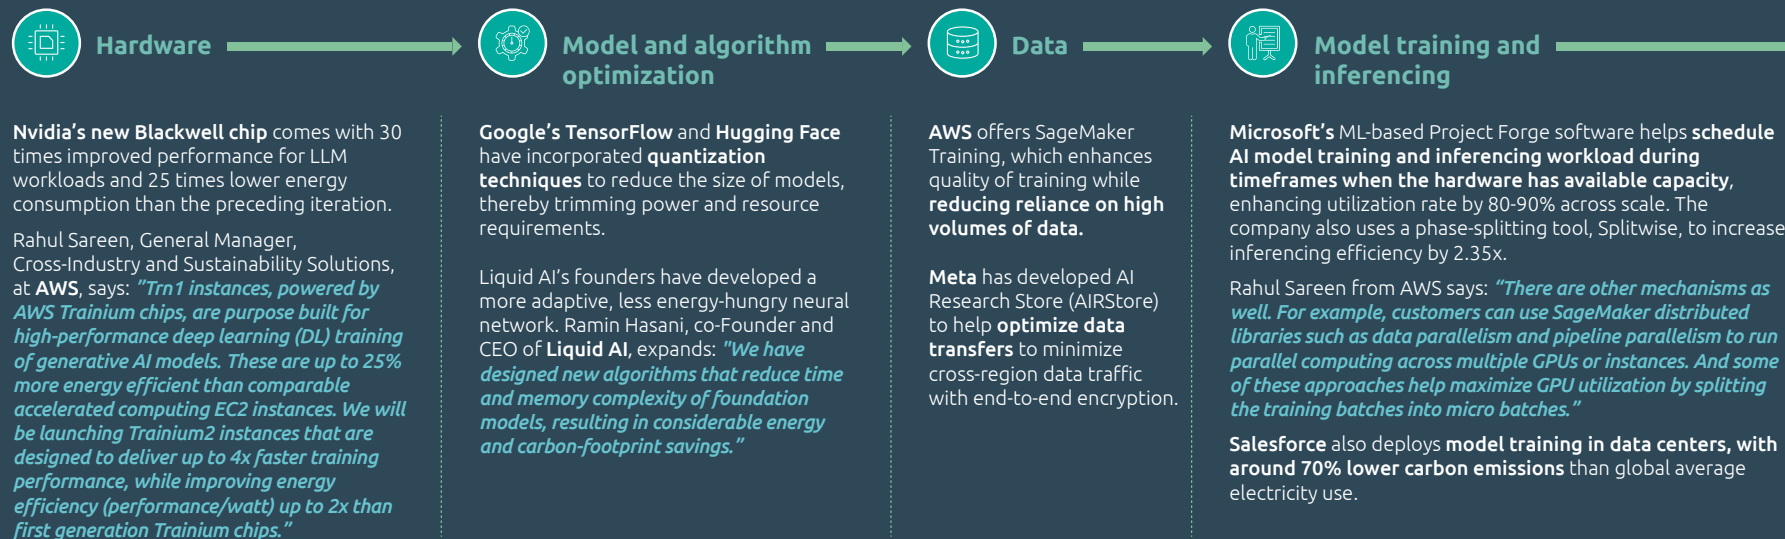 Hardware
Nvidia's new Blackwell chip comes with 30
times improved performance for LLM
workloads and 25 times lower energy
consumption than the preceding iteration.
Rahul Sareen, General Manager,
Cross-Industry and Sustainability Solutions,
at AWS, says: "Trn1 instances, powered by
AWS Trainium chips, are purpose built for
high-performance deep learning (DL) training
of generative AI models. These are up to 25%
more energy efficient than comparable
accelerated computing EC2 instances. We will
be launching Trainium2 instances that are
designed to deliver up to 4x faster training
performance, while improving energy
efficiency (performance/watt) up to 2x than
first generation Trainium chips."
Model and algorithm
optimization
Google's TensorFlow and Hugging Face
have incorporated quantization
techniques to reduce the size of models,
thereby trimming power and resource
requirements.
Liquid AI's founders have developed a
more adaptive, less energy-hungry neural
network. Ramin Hasani, co-Founder and
CEO of Liquid AI, expands: "We have
designed new algorithms that reduce time
and memory complexity of foundation
models, resulting in considerable energy
and carbon-footprint savings."
Data
AWS offers SageMaker
Training, which enhances
quality of training while
reducing reliance on high
volumes of data.
Meta has developed AI
Research Store (AIRStore)
to help optimize data
transfers to minimize
cross-region data traffic
with end-to-end encryption.
Model training and
inferencing
Microsoft's ML-based Project Forge software helps schedule
AI model training and inferencing workload during
timeframes when the hardware has available capacity,
enhancing utilization rate by 80-90% across scale. The
company also uses a phase-splitting tool, Splitwise, to increase
inferencing efficiency by 2.35x.
Rahul Sareen from AWS says: "There are other mechanisms as
well. For example, customers can use SageMaker distributed
libraries such as data parallelism and pipeline parallelism to run
parallel computing across multiple GPUs or instances. And some
of these approaches help maximize GPU utilization by splitting
the training batches into micro batches."
Salesforce also deploys model training in data centers, with
around 70% lower carbon emissions than global average
electricity use.